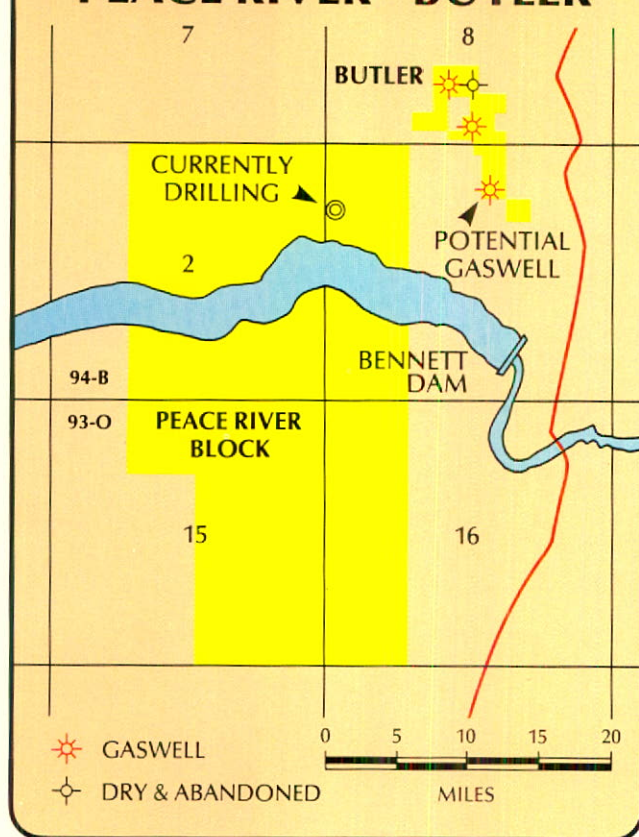 7
8
BUTLER
CURRENTLY
DRILLING
POTENTIAL
GASWELL
2
BENNETT
DAM
94-B
93-O
PEACE RIVER
BLOCK
15
16
GASWELL
DRY & ABANDONED
0 5 10 15 20
MILES